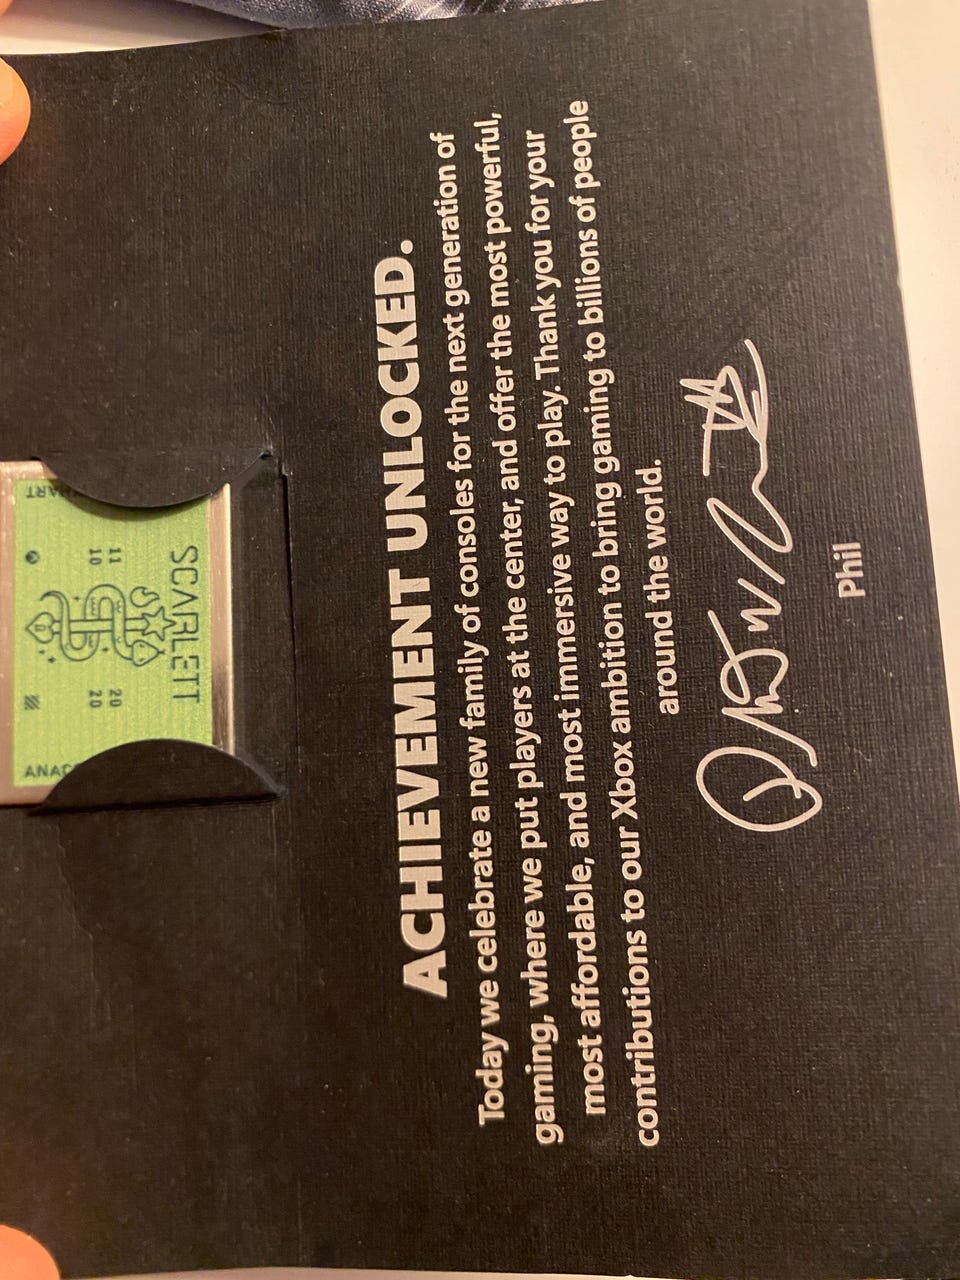 SCARLETT
11 20
10 20
HART ANAC
ACHIEVEMENT UNLOCKED.
Today we celebrate a new family of consoles for the next generation of
gaming, where we put players at the center, and offer the most powerful,
most affordable, and most immersive way to play. Thank you for your
contributions to our Xbox ambition to bring gaming to billions of people
around the world.
Phil